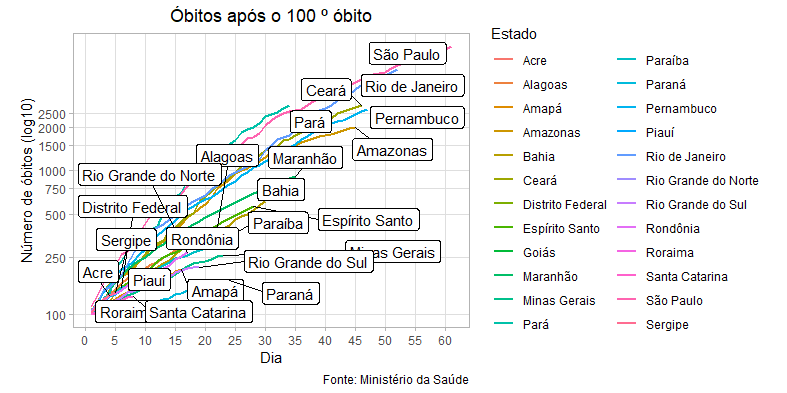 Óbitos após o 100 º óbito
Número de óbitos (log10)
2500
2000
1500
1000
750
500
250
100
São Paulo
Ceará
Rio de Janeiro
Pará
Pernambuco
Alagoas
Maranhão
Amazonas
Rio Grande do Norte
Bahia
Distrito Federal
Paraíba
Espírito Santo
Sergipe
Rondônia
Minas Gerais
Rio Grande do Sul
Acre
Piauí
Amapá
Paraná
Roraim
Santa Catarina
0 5 10 15 20 25 30 35 40 45 50 55 60
Dia
Fonte: Ministério da Saúde
Estado
Acre
Alagoas
Amapá
Amazonas
Bahia
Ceará
Distrito Federal
Espírito Santo
Goiás
Maranhão
Minas Gerais
Pará
Paraíba
Paraná
Pernambuco
Piauí
Rio de Janeiro
Rio Grande do Norte
Rio Grande do Sul
Rondônia
Roraima
Santa Catarina
São Paulo
Sergipe